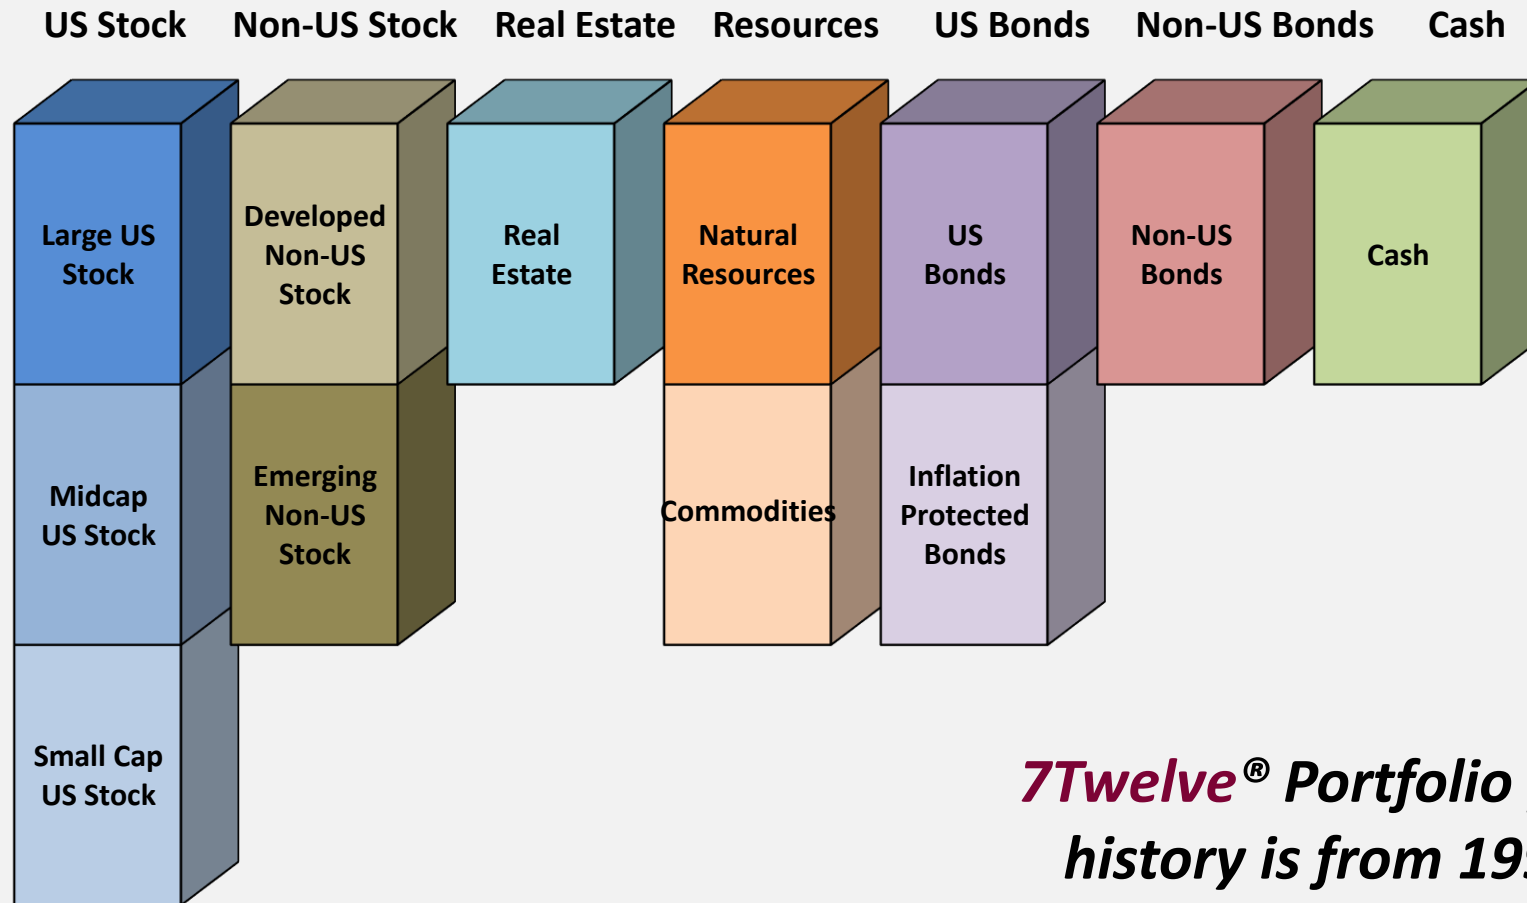 US Stock Non-US Stock Real Estate Resources US Bonds Non-US Bonds Cash
Large US
Stock
Developed
Non-US
Stock
Real
Estate
Natural
Resources
US
Bonds
Non-US
Bonds
Cash
Midcap
US Stock
Emerging
Non-US
Stock
Commodities
Inflation
Protected
Bonds
Small Cap
US Stock
7Twelve® Portfolio
history is from